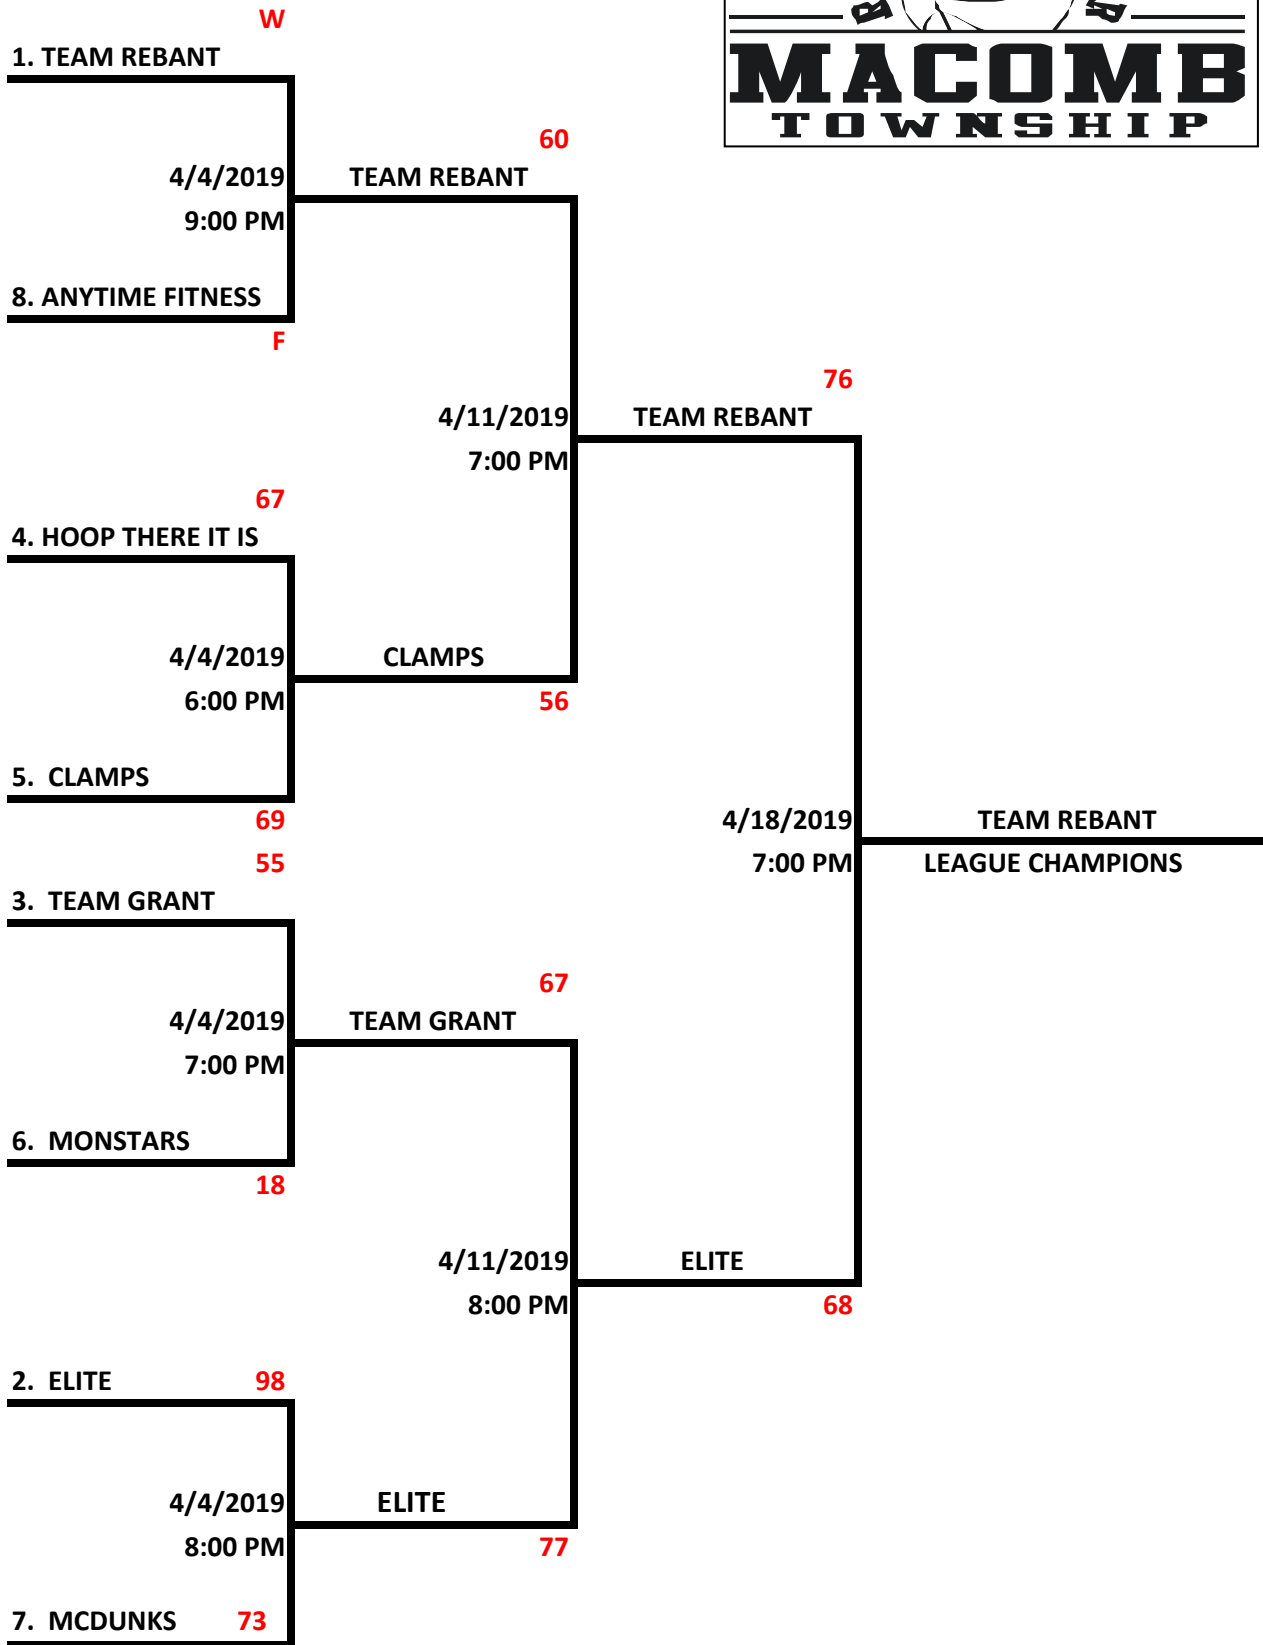 W
1. TEAM REBANT
MACOMB
TOWNSHIP
60
4/4/2019
TEAM REBANT
9:00 PM
8. ANYTIME FITNESS
F
76
4/11/2019
TEAM REBANT
7:00 PM
67
4. HOOP THERE IT IS
4/4/2019
CLAMPS
6:00 PM
56
5. CLAMPS
69
4/18/2019
TEAM REBANT
55
7:00 PM
LEAGUE CHAMPIONS
3. TEAM GRANT
67
4/4/2019
TEAM GRANT
7:00 PM
6. MONSTARS
18
4/11/2019
ELITE
8:00 PM
68
2. ELITE 98
4/4/2019
ELITE
8:00 PM
77
7. MCDUNKS 73